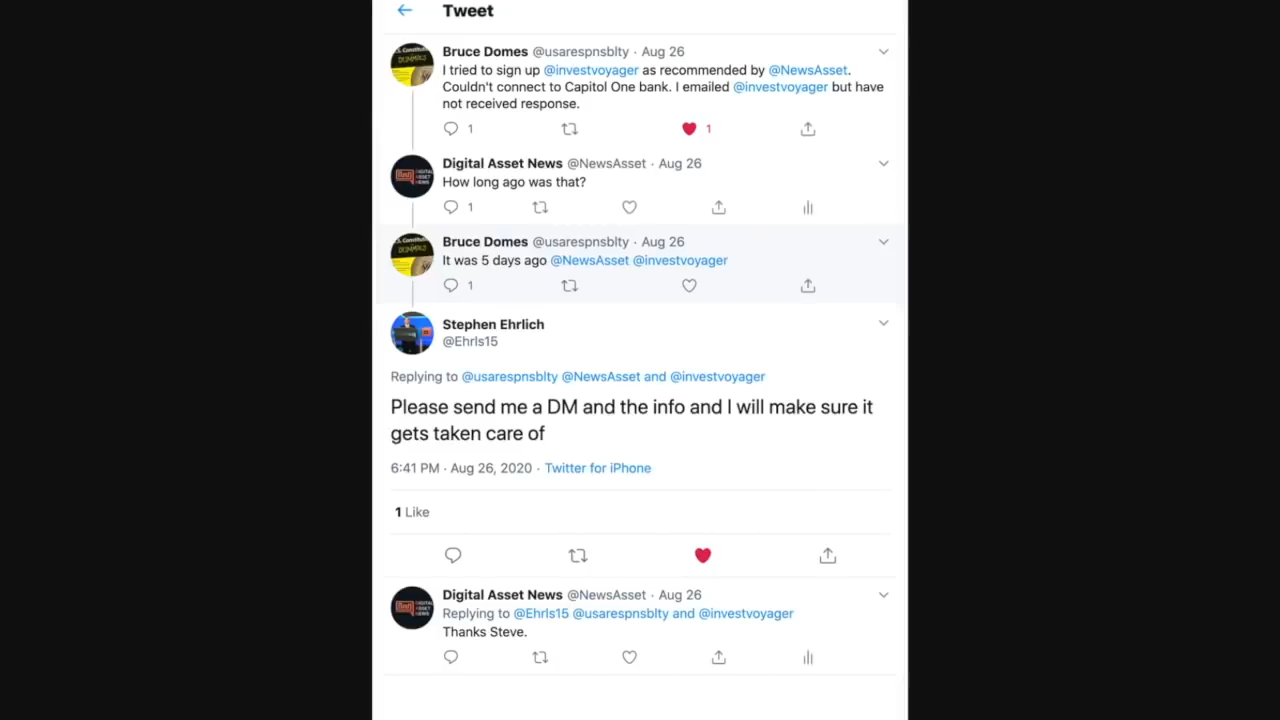 Tweet
Bruce Domes @usarespnsblty · Aug 26
I tried to sign up @investvoyager as recommended by @NewsAsset.
Couldn't connect to Capitol One bank. I emailed @investvoyager but have
not received response.
1
1
Digital Asset News @NewsAsset · Aug 26
How long ago was that?
1
Bruce Domes @usarespnsblty · Aug 26
It was 5 days ago @NewsAsset @investvoyager
1
Stephen Ehrlich
@Ehrls15
Replying to @usarespnsblty @NewsAsset and @investvoyager
Please send me a DM and the info and I will make sure it
gets taken care of
6:41 PM · Aug 26, 2020 · Twitter for iPhone
1 Like
Digital Asset News @NewsAsset · Aug 26
Replying to @Ehrls15 @usarespnsblty and @investvoyager
Thanks Steve.